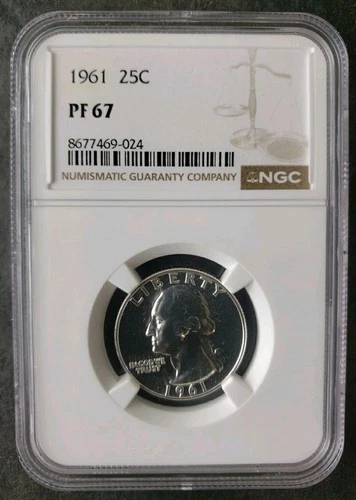 1961 25C
PF 67
8677469-024
NUMISMATIC GUARANTY COMPANY NGC
LIBERTY
IN GOD WE
TRUST
1961